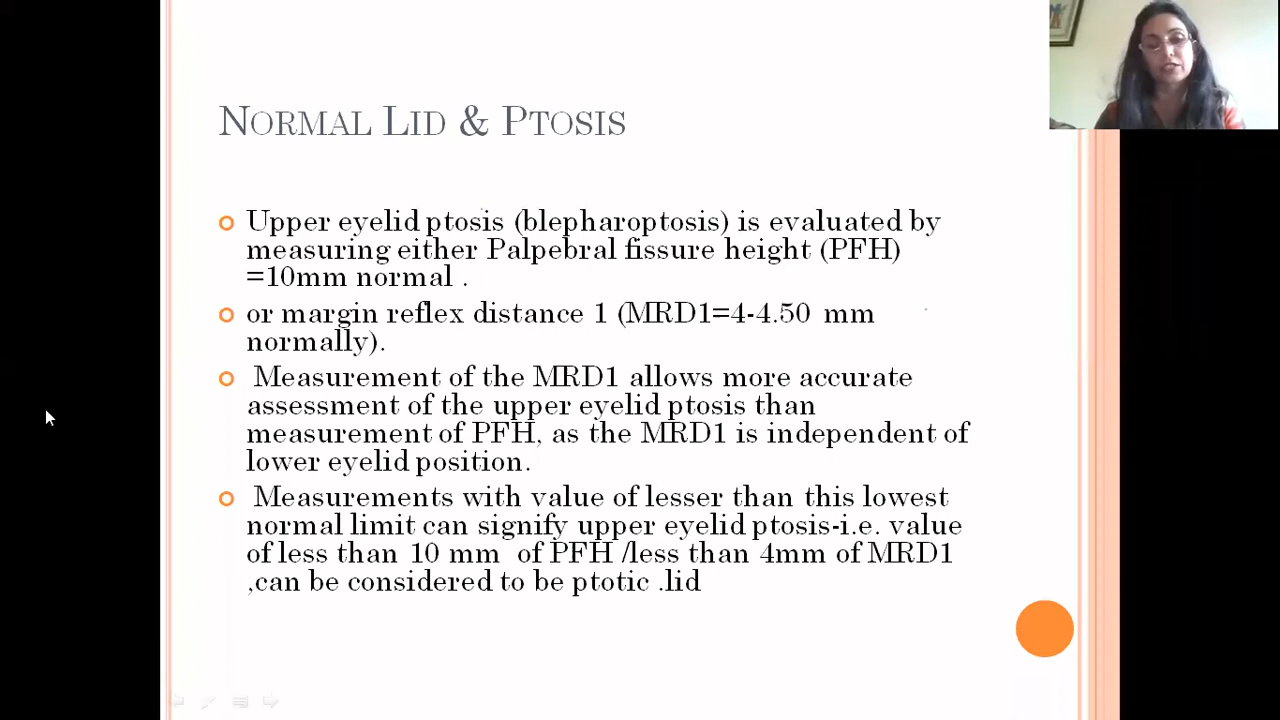 NORMAL LID & PTOSIS
Upper eyelid ptosis (blepharoptosis) is evaluated by
measuring either Palpebral fissure height (PFH)
=10mm normal .
or margin reflex distance 1 (MRD1=4-4.50 mm
normally).
Measurement of the MRD1 allows more accurate
assessment of the upper eyelid ptosis than
measurement of PFH, as the MRD1 is independent of
lower eyelid position.
Measurements with value of lesser than this lowest
normal limit can signify upper eyelid ptosis-i.e. value
of less than 10 mm of PFH /less than 4mm of MRD1
,can be considered to be ptotic .lid